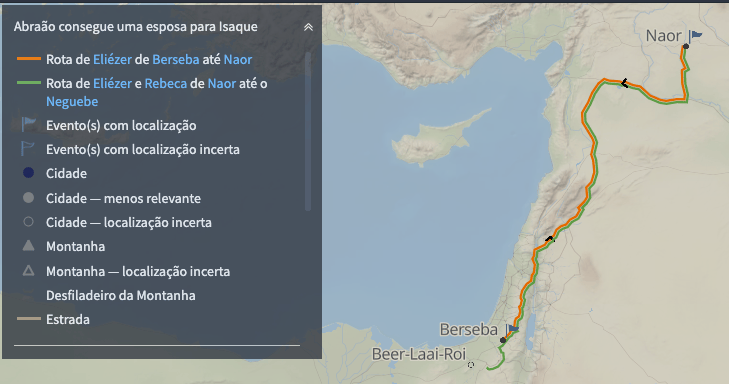 Abraão consegue uma esposa para Isaque
Rota de Eliézer de Berseba até Naor
Rota de Eliézer e Rebeca de Naor até o
Neguebe
Evento(s) com localização
Evento(s) com localização incerta
Cidade
Cidade — menos relevante
Cidade — localização incerta
Montanha
Montanha — localização incerta
Desfiladeiro da Montanha
Estrada
Naor
Berseba
Beer-Laai-Roi